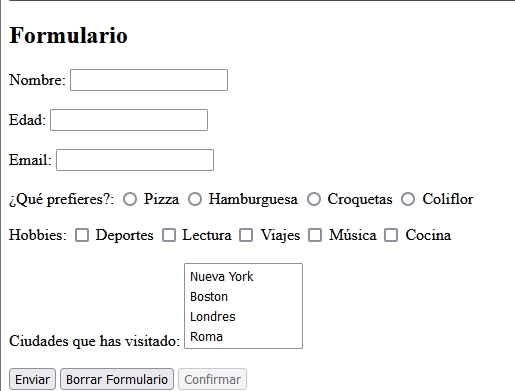 Formulario
Nombre:
Edad:
Email:
¿Qué prefieres?: Pizza Hamburguesa Croquetas Coliflor
Hobbies: Deportes Lectura Viajes Música Cocina
Nueva York
Boston
Londres
Roma
Ciudades que has visitado:
Enviar Borrar Formulario Confirmar